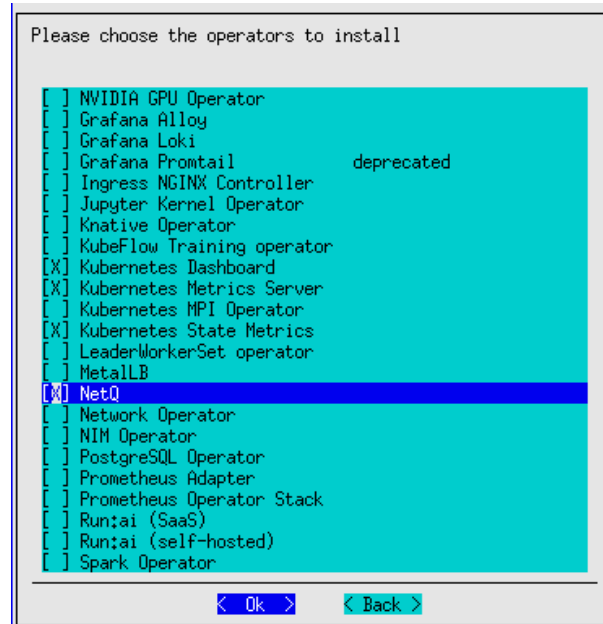 Please choose the operators to install
[ ] NVIDIA GPU Operator
[ ] Grafana Alloy
[ ] Grafana Loki
[ ] Grafana Promtail deprecated
[ ] Ingress NGINX Controller
[ ] Jupyter Kernel Operator
[ ] Knative Operator
[ ] KubeFlow Training operator
[X] Kubernetes Dashboard
[X] Kubernetes Metrics Server
[ ] Kubernetes MPI Operator
[X] Kubernetes State Metrics
[ ] LeaderWorkerSet operator
[ ] MetalLB
[X] NetQ
[ ] Network Operator
[ ] NIM Operator
[ ] PostgreSQL Operator
[ ] Prometheus Adapter
[ ] Prometheus Operator Stack
[ ] Run:ai (SaaS)
[ ] Run:ai (self-hosted)
[ ] Spark Operator
< Ok > < Back >